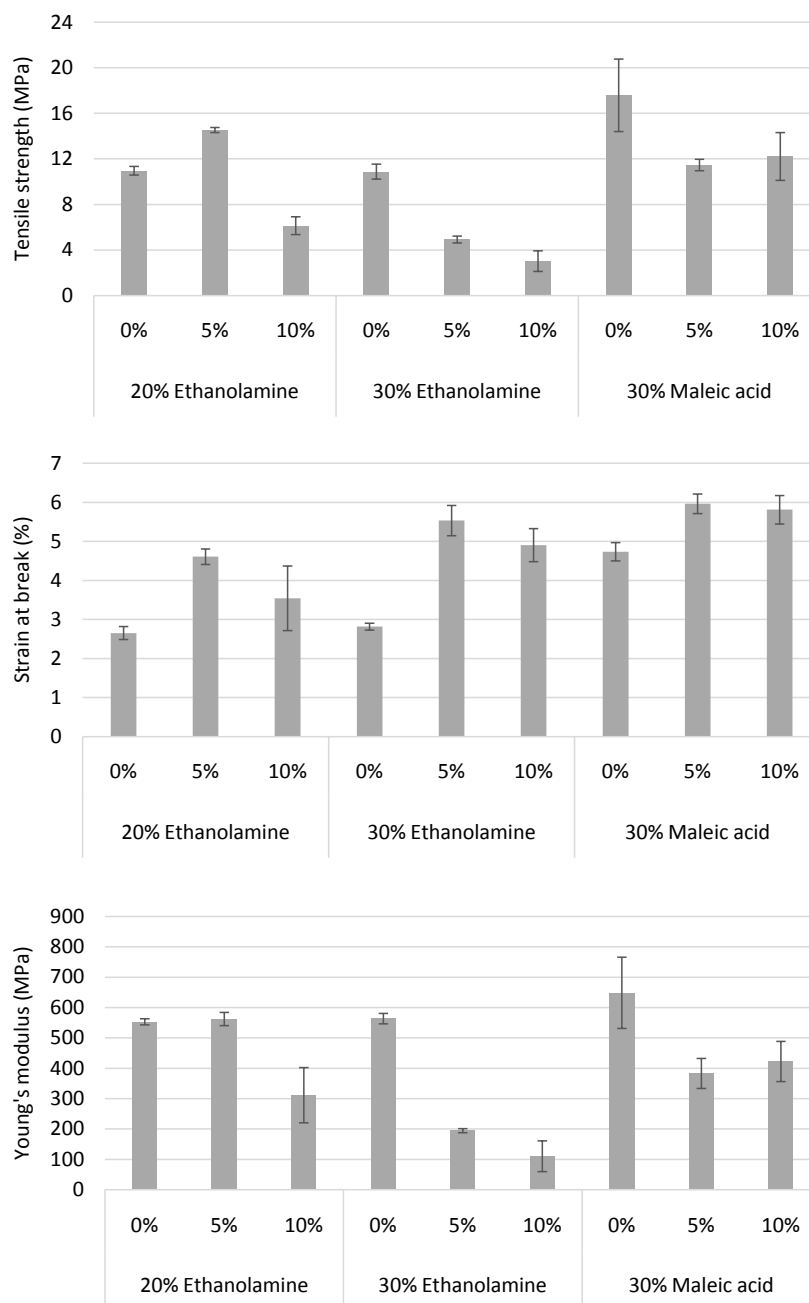 Tensile strength (MPa)
24
20
16
12
8
4
0
0% 5% 10% 0% 5% 10% 0% 5% 10%
20% Ethanolamine 30% Ethanolamine 30% Maleic acid
Strain at break (%)
7
6
5
4
3
2
1
0
0% 5% 10% 0% 5% 10% 0% 5% 10%
20% Ethanolamine 30% Ethanolamine 30% Maleic acid
Young's modulus (MPa)
900
800
700
600
500
400
300
200
100
0
0% 5% 10% 0% 5% 10% 0% 5% 10%
20% Ethanolamine 30% Ethanolamine 30% Maleic acid